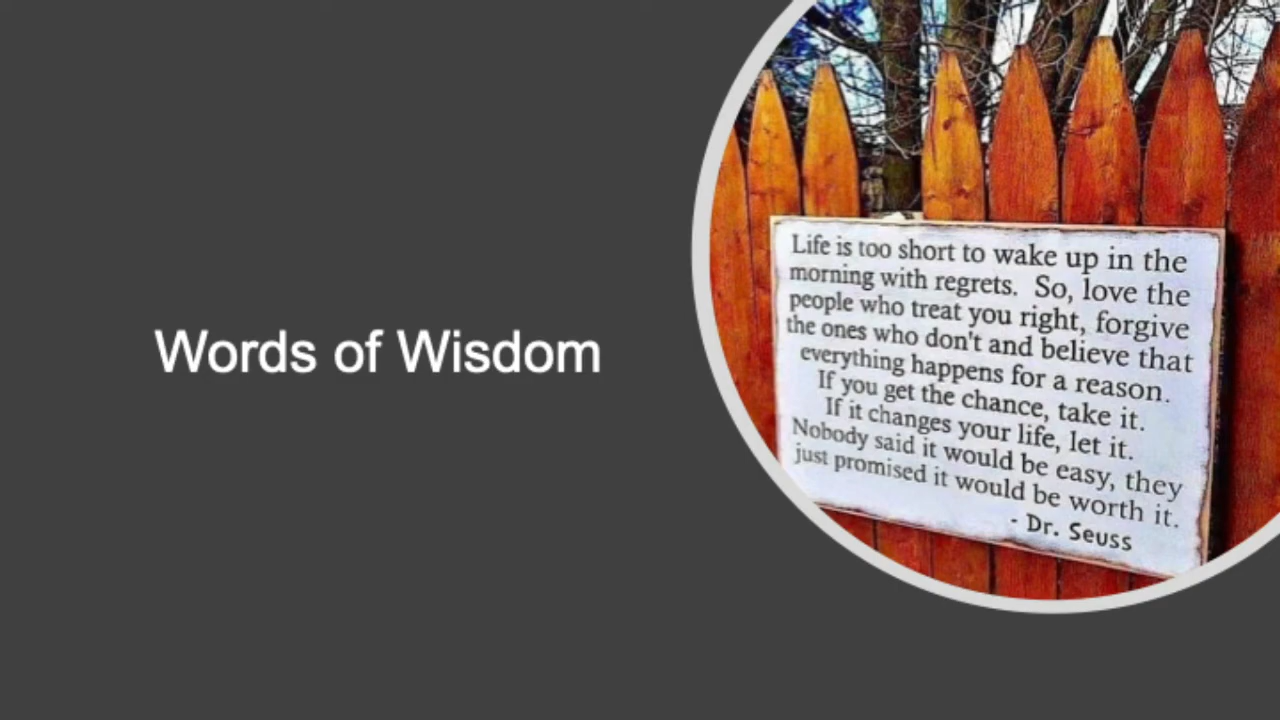 Words of Wisdom
Life is too short to wake up in the
morning with regrets. So, love the
people who treat you right, forgive
the ones who don't and believe that
everything happens for a reason.
If you get the chance, take it.
If it changes your life, let it.
Nobody said it would be easy, they
just promised it would be worth it.
- Dr. Seuss